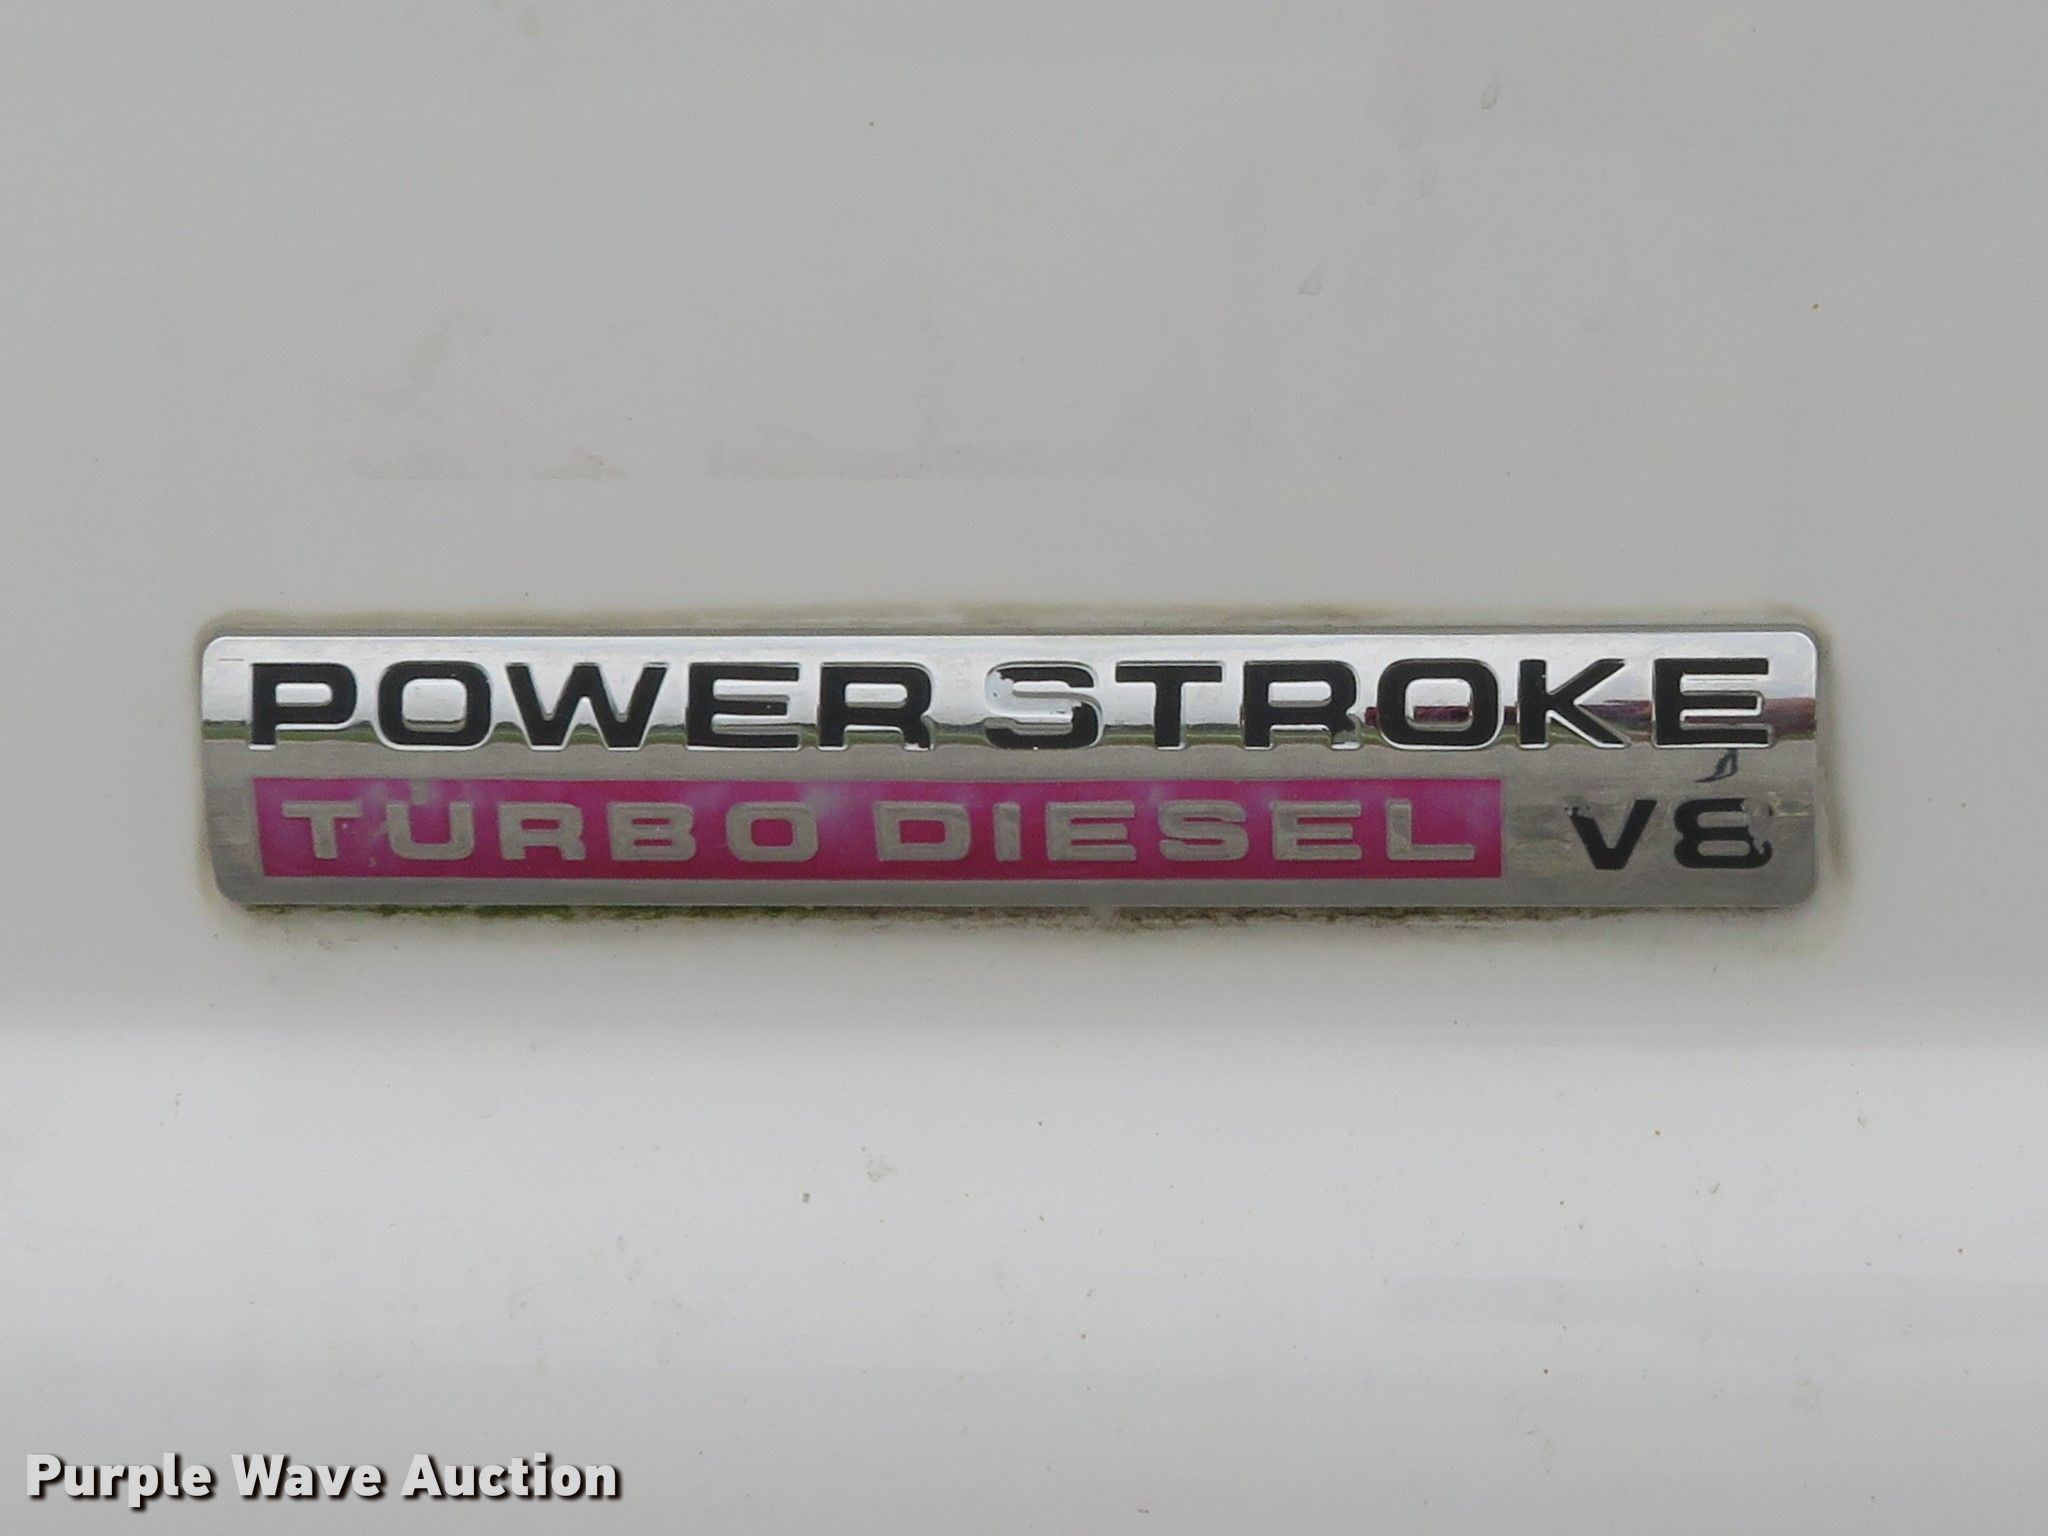 POWER STROKE
TURBO DIESEL V8
Purple Wave Auction